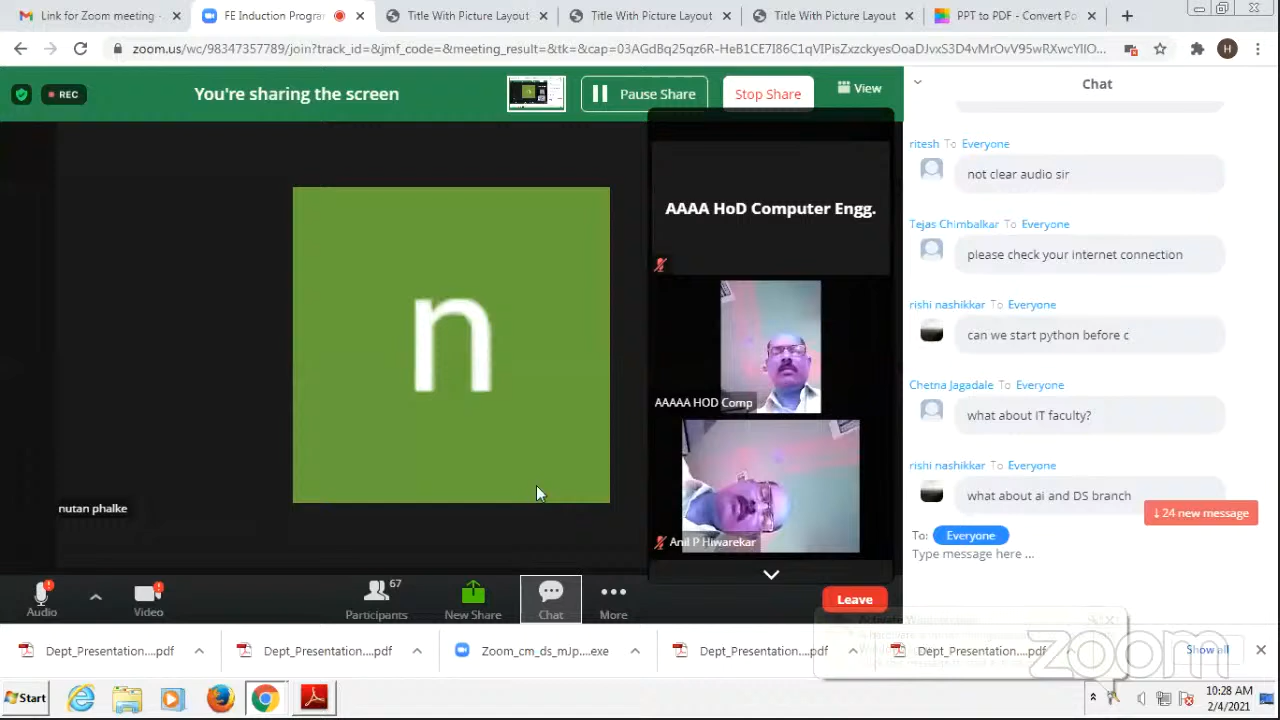 Link for Zoom meeting -
FE Induction Progra
Title With Picture Layout
Title With Picture Layout
Title With Picture Layout
PPT to PDF - Convert Po
H
REC
You're sharing the screen
Pause Share
Stop Share
View
Chat
ritesh To Everyone
not clear audio sir
Tejas Chimbalkar To Everyone
please check your internet connection
rishi nashikkar To Everyone
can we start python before c
Chetna Jagadale To Everyone
what about IT faculty?
rishi nashikkar To Everyone
what about ai and DS branch
↓ 24 new message
To: Everyone
Type message here ...
AAAA HoD Computer Engg.
AAAAA HOD Comp
Anil P Hiwarekar
n
nutan phalke
Audio
Video
67
Participants
New Share
Chat
More
Leave
Dept_Presentation....pdf
Dept_Presentation....pdf
Zoom_cm_ds_mJp....exe
Dept_Presentation....pdf
Dept_Presentation....pdf
Show all
zoom
Start
10:28 AM
2/4/2021